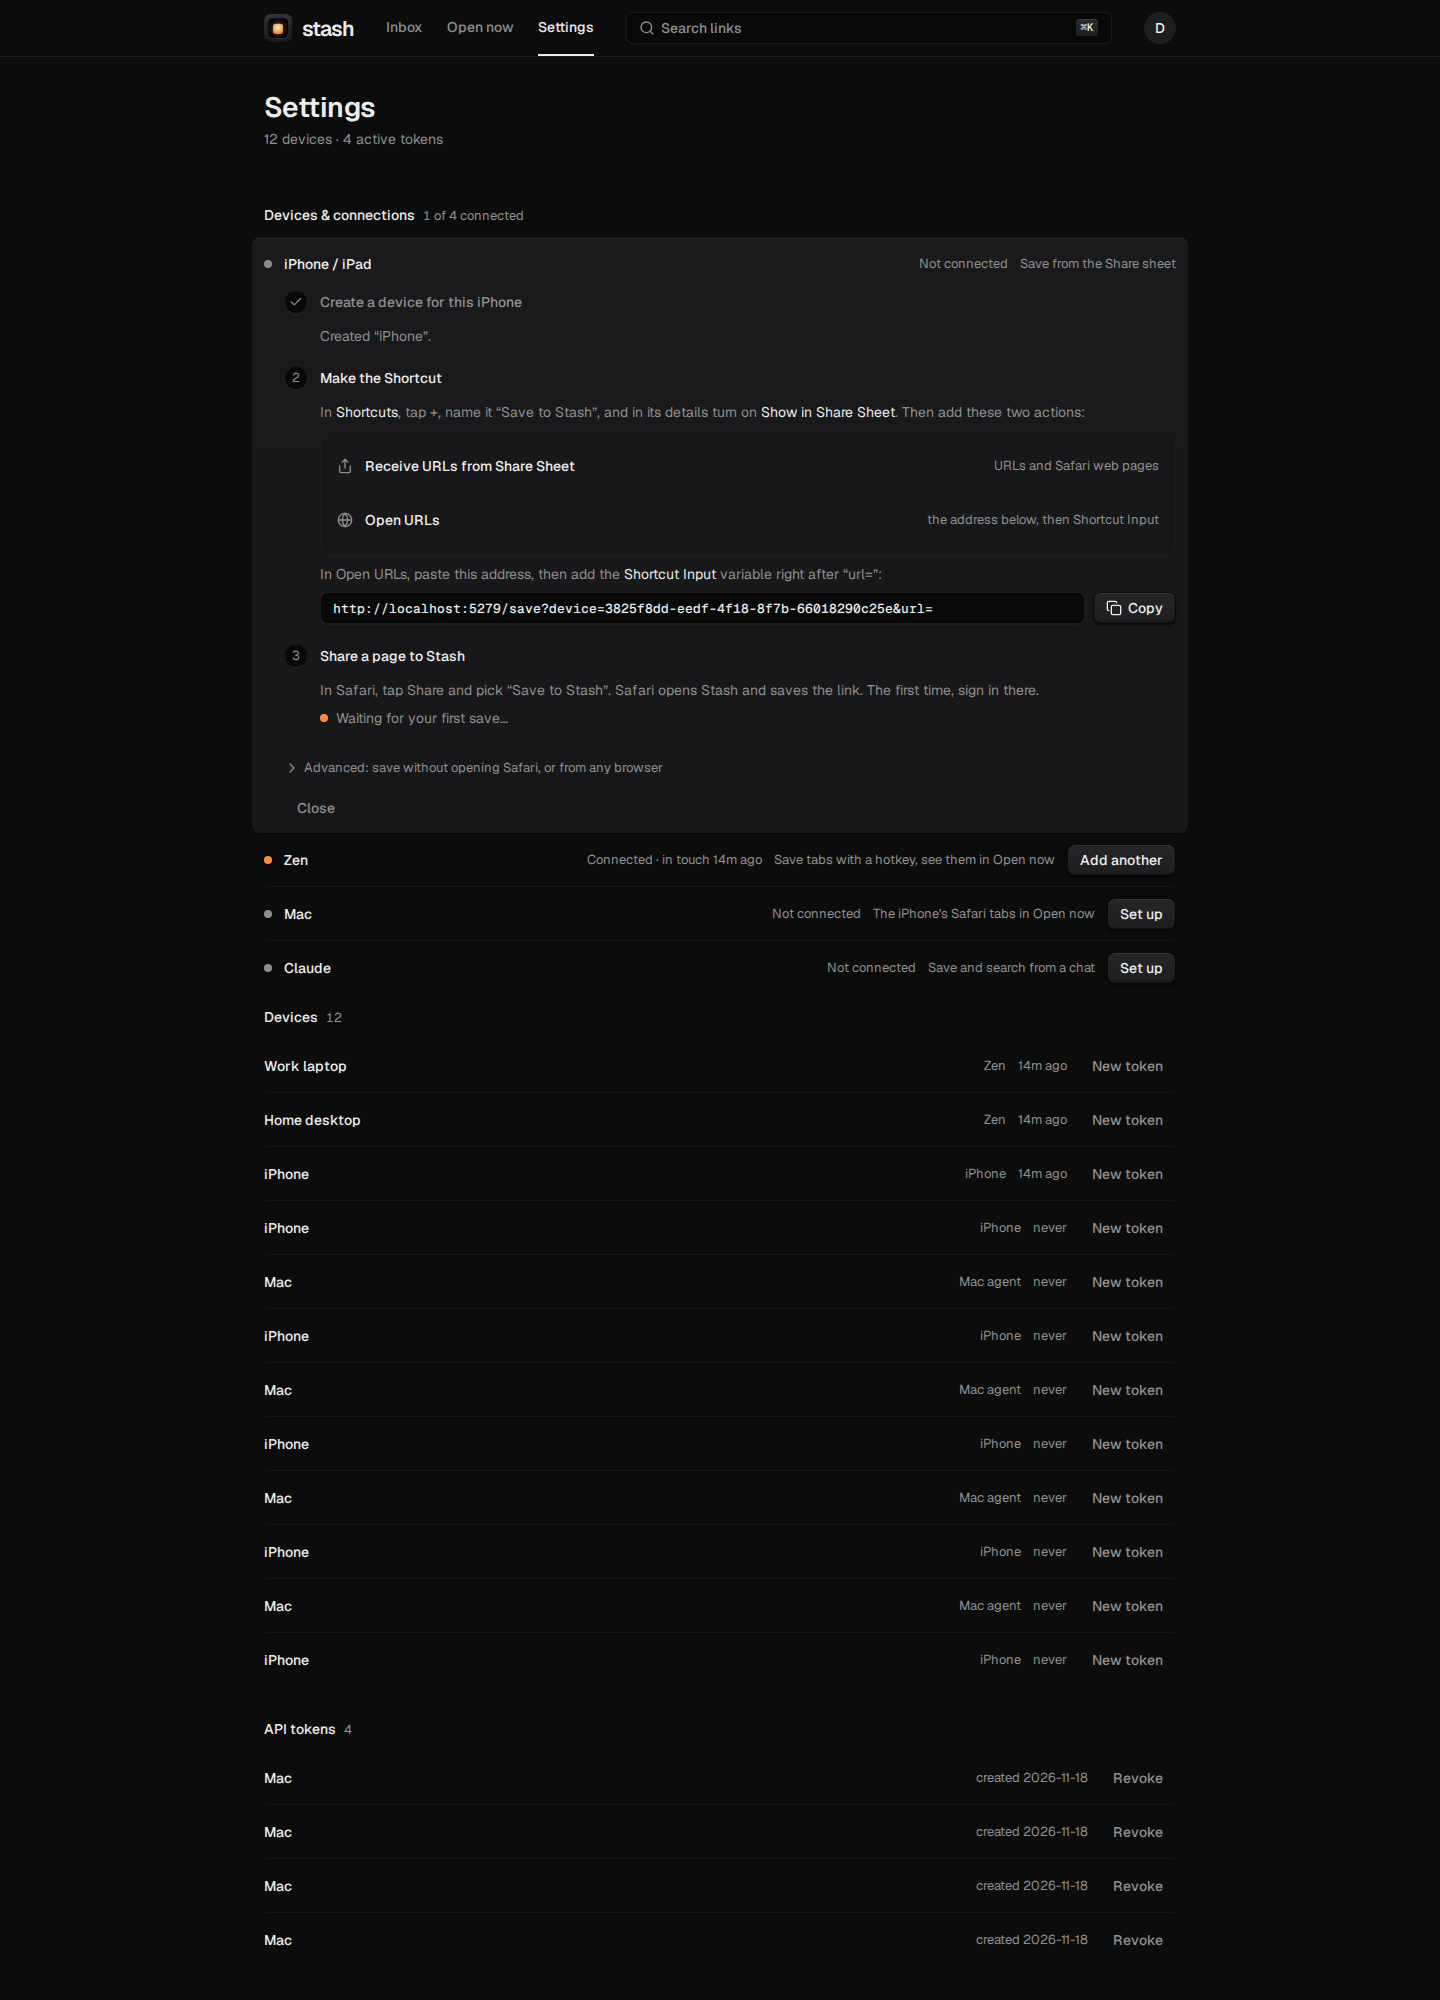 stash Inbox Open now Settings Search links ⌘K D
Settings
12 devices · 4 active tokens
Devices & connections 1 of 4 connected
iPhone / iPad Not connected Save from the Share sheet
Create a device for this iPhone
Created “iPhone”.
2 Make the Shortcut
In Shortcuts, tap +, name it “Save to Stash”, and in its details turn on Show in Share Sheet. Then add these two actions:
Receive URLs from Share Sheet URLs and Safari web pages
Open URLs the address below, then Shortcut Input
In Open URLs, paste this address, then add the Shortcut Input variable right after “url=”:
http://localhost:5279/save?device=3825f8dd-eedf-4f18-8f7b-66018290c25e&url= Copy
3 Share a page to Stash
In Safari, tap Share and pick “Save to Stash”. Safari opens Stash and saves the link. The first time, sign in there.
Waiting for your first save…
Advanced: save without opening Safari, or from any browser
Close
Zen Connected · in touch 14m ago Save tabs with a hotkey, see them in Open now Add another
Mac Not connected The iPhone's Safari tabs in Open now Set up
Claude Not connected Save and search from a chat Set up
Devices 12
Work laptop Zen 14m ago New token
Home desktop Zen 14m ago New token
iPhone iPhone 14m ago New token
iPhone iPhone never New token
Mac Mac agent never New token
iPhone iPhone never New token
Mac Mac agent never New token
iPhone iPhone never New token
Mac Mac agent never New token
iPhone iPhone never New token
Mac Mac agent never New token
iPhone iPhone never New token
API tokens 4
Mac created 2026-11-18 Revoke
Mac created 2026-11-18 Revoke
Mac created 2026-11-18 Revoke
Mac created 2026-11-18 Revoke